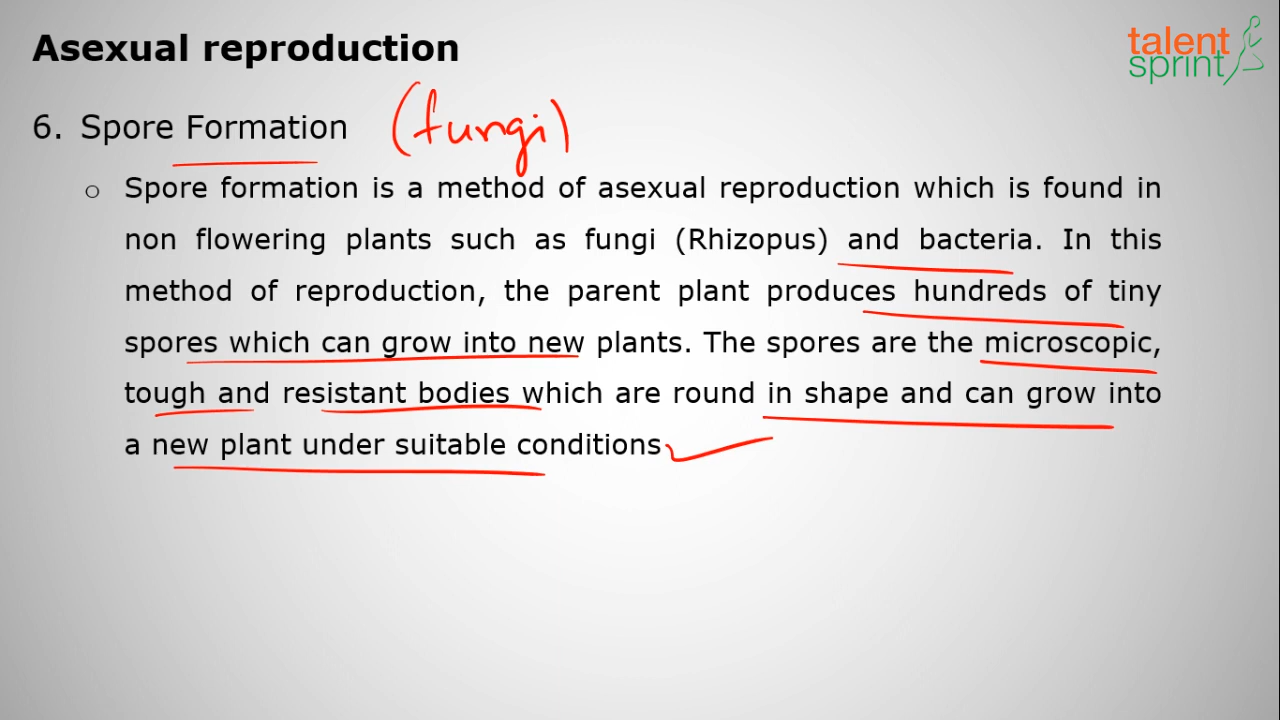 Asexual reproduction
talent
sprint
6. Spore Formation (fungi)
o Spore formation is a method of asexual reproduction which is found in
non flowering plants such as fungi (Rhizopus) and bacteria. In this
method of reproduction, the parent plant produces hundreds of tiny
spores which can grow into new plants. The spores are the microscopic,
tough and resistant bodies which are round in shape and can grow into
a new plant under suitable conditions